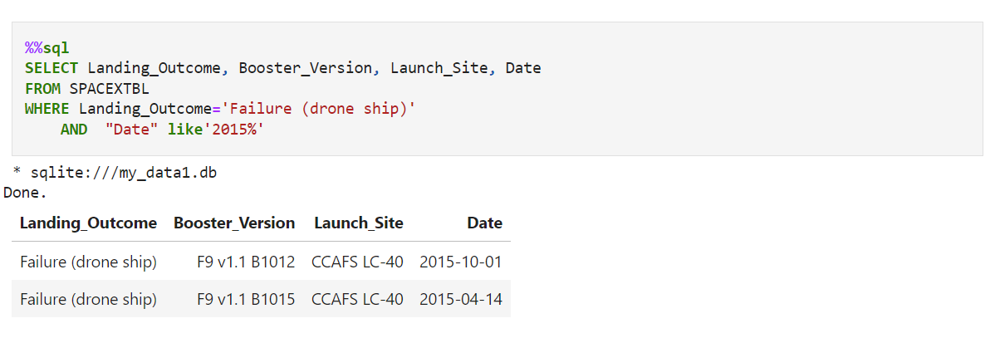 %%sql
SELECT Landing_Outcome, Booster_Version, Launch_Site, Date
FROM SPACEXTBL
WHERE Landing_Outcome='Failure (drone ship)'
    AND  "Date" like'2015%'
* sqlite:///my_data1.db
Done.
Landing_Outcome Booster_Version Launch_Site Date
Failure (drone ship) F9 v1.1 B1012 CCAFS LC-40 2015-10-01
Failure (drone ship) F9 v1.1 B1015 CCAFS LC-40 2015-04-14